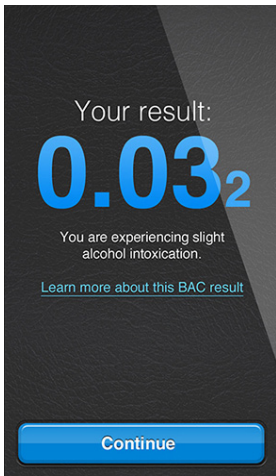 Your result:
0.032
You are experiencing slight
alcohol intoxication.
Learn more about this BAC result
Continue